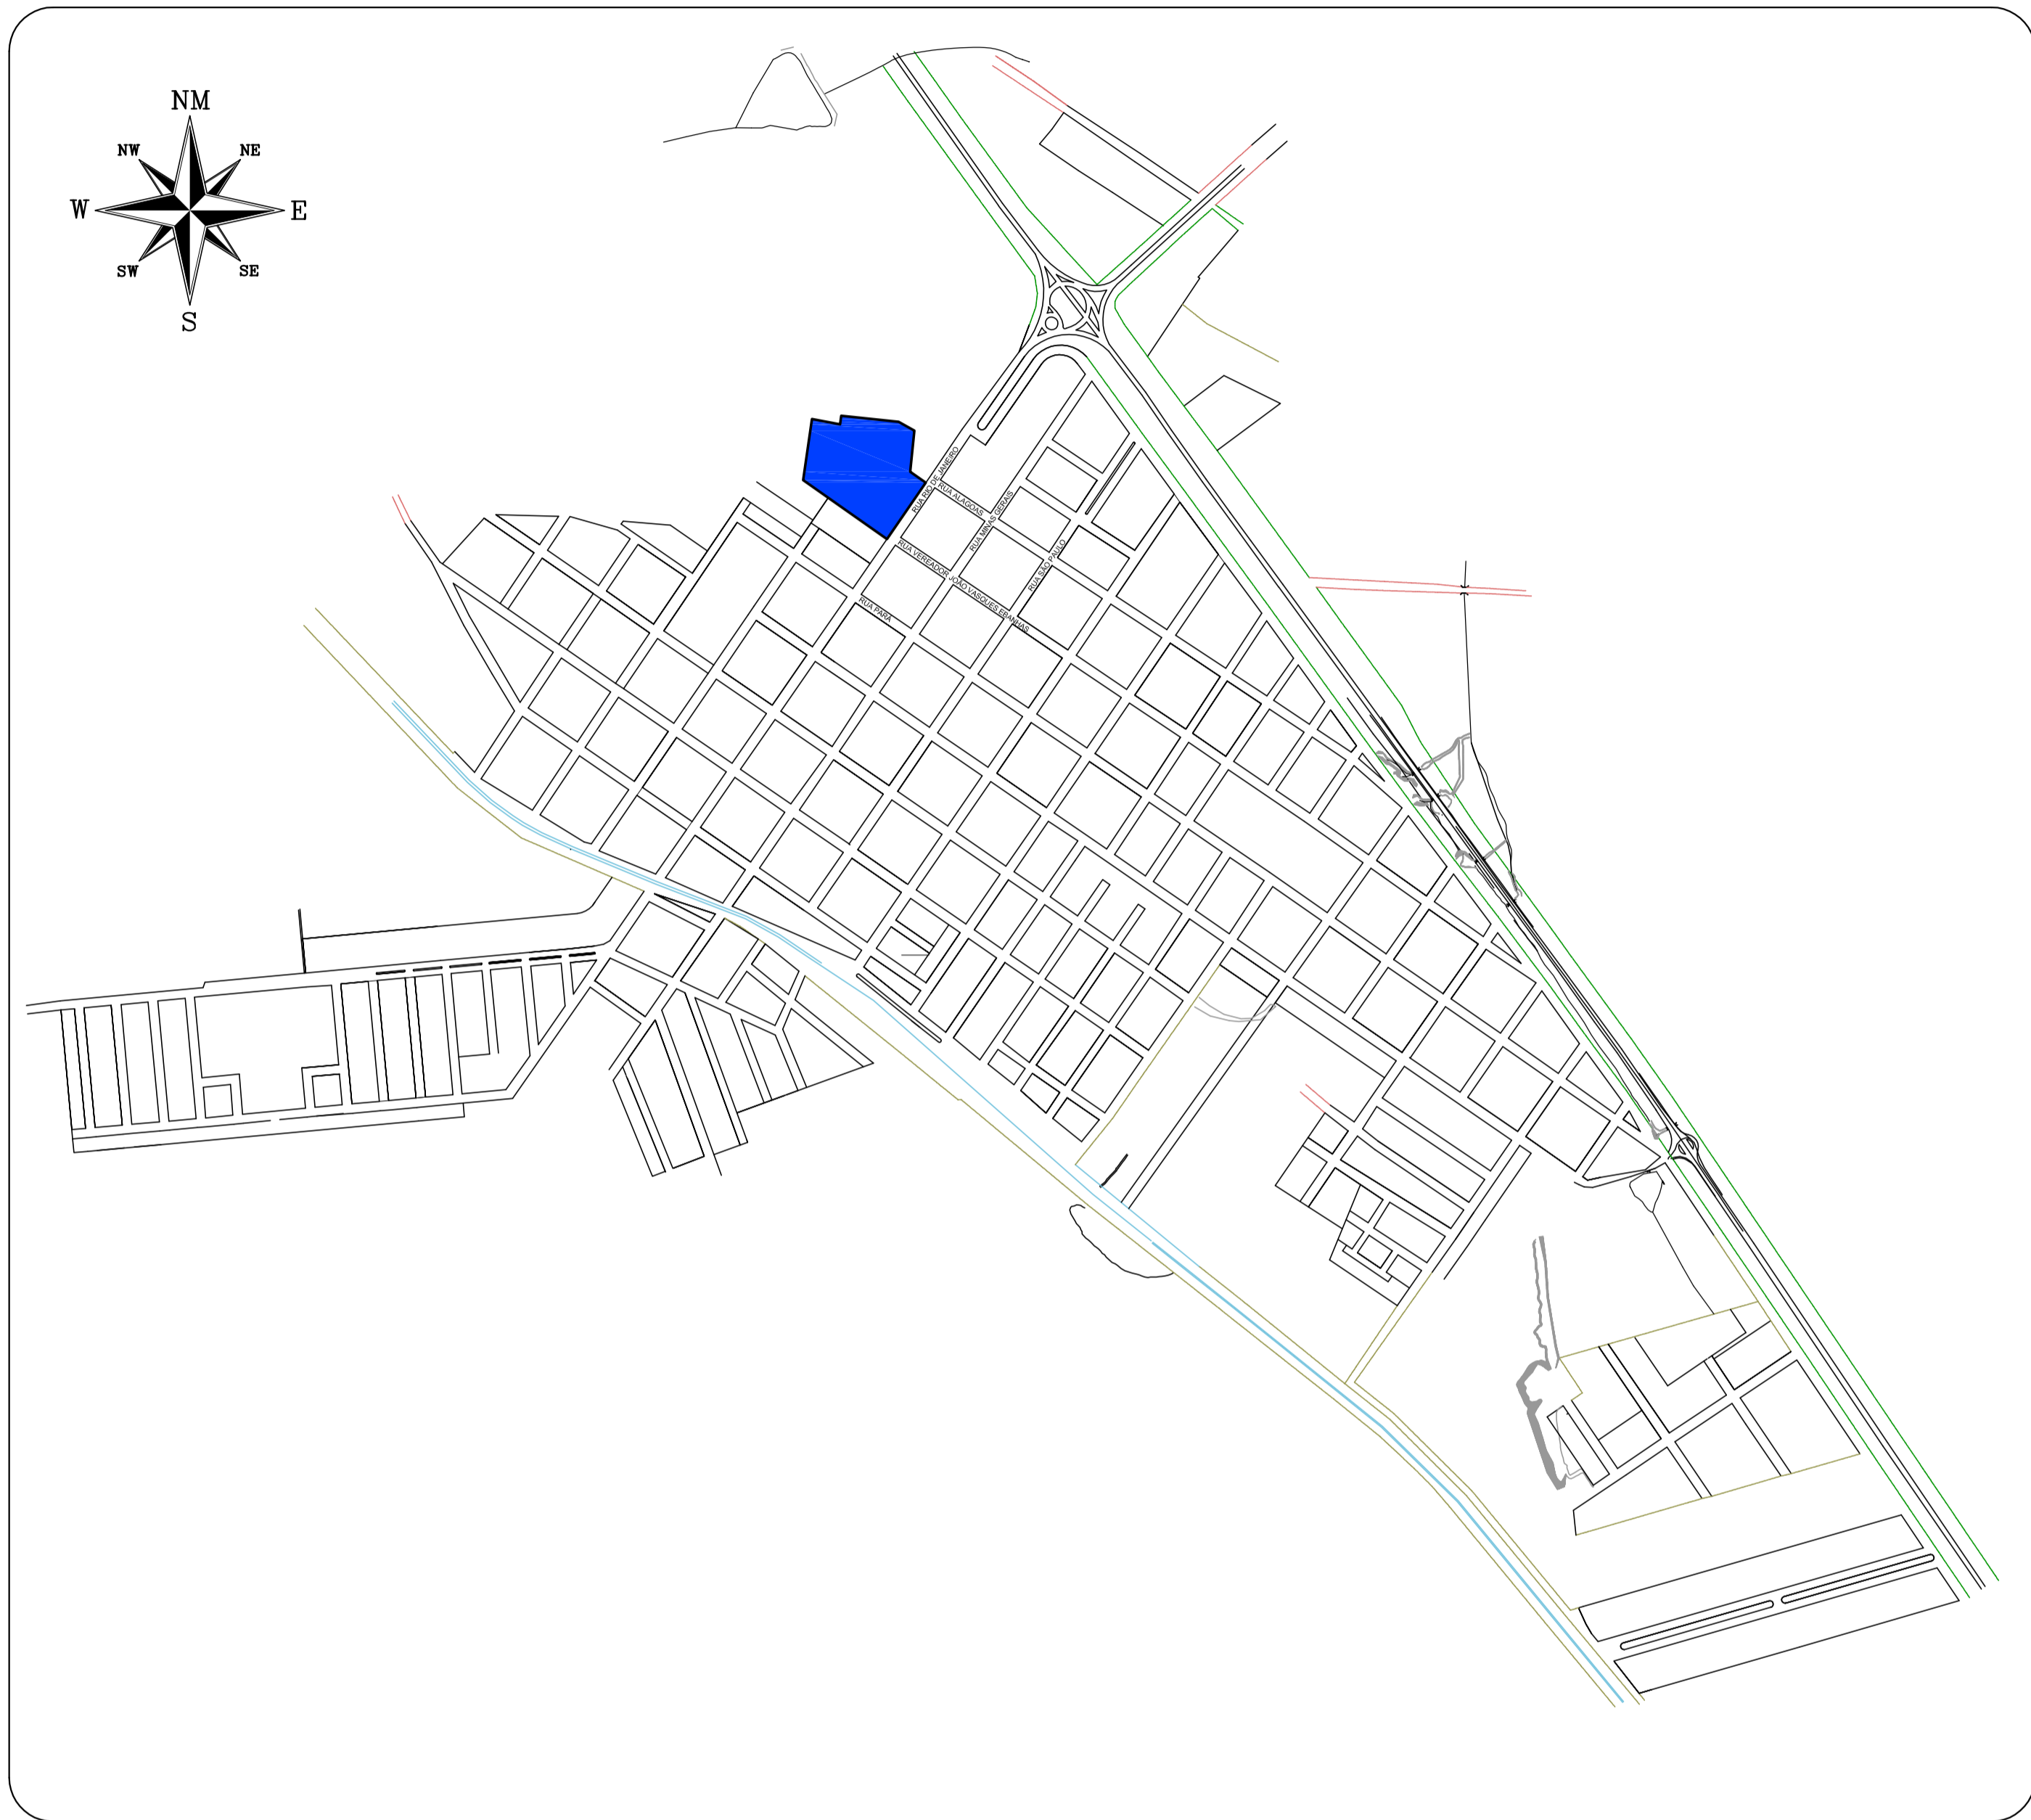 NM
NW
NE
W
E
SW
SE
S
RUA RIO DE JANEIRO
RUA ALAGOAS
RUA MINAS GERAIS
RUA SÃO PAULO
RUA VEREADOR JOÃO VASQUES EBANHAS
RUA PARÁ